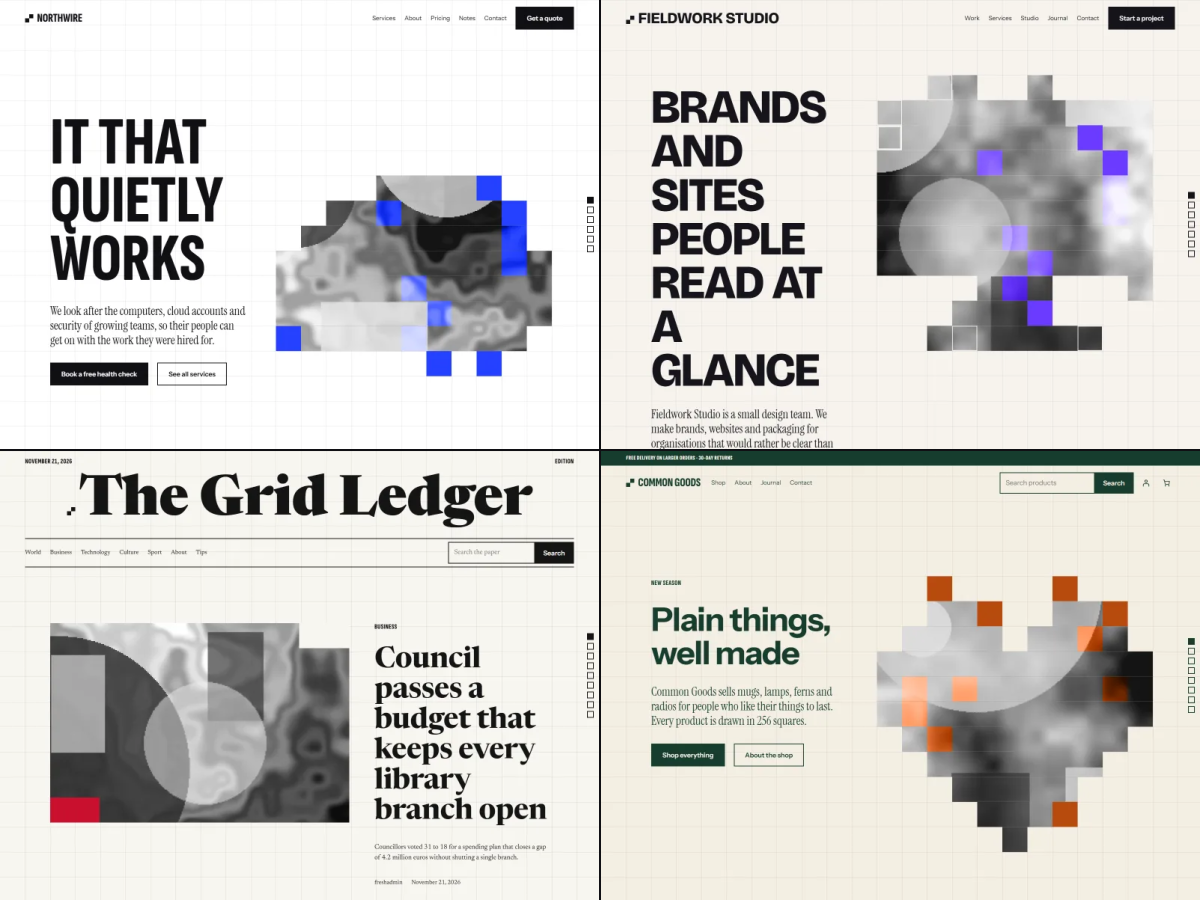 NORTHWIRE
Services About Pricing Notes Contact Get a quote
IT THAT
QUIETLY
WORKS
We look after the computers, cloud accounts and
security of growing teams, so their people can
get on with the work they were hired for.
Book a free health check See all services
FIELDWORK STUDIO
Work Services Studio Journal Contact Start a project
BRANDS
AND
SITES
PEOPLE
READ AT
A
GLANCE
Fieldwork Studio is a small design team. We
make brands, websites and packaging for
organisations that would rather be clear than
NOVEMBER 21, 2026 EDITION
The Grid Ledger
World Business Technology Culture Sport About Tips Search the paper Search
BUSINESS
Council
passes a
budget that
keeps every
library
branch open
Councillors voted 31 to 18 for a spending plan that closes a gap
of 4.2 million euros without shutting a single branch.
freshadmin November 21, 2026
FREE DELIVERY ON LARGER ORDERS · 30-DAY RETURNS
COMMON GOODS Shop About Journal Contact Search products Search
NEW SEASON
Plain things,
well made
Common Goods sells mugs, lamps, ferns and
radios for people who like their things to last.
Every product is drawn in 256 squares.
Shop everything About the shop